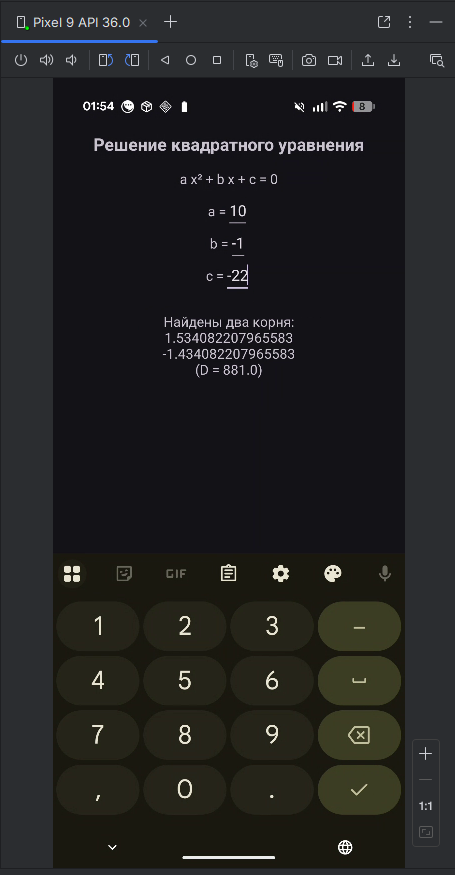 Pixel 9 API 36.0
01:54
8
Решение квадратного уравнения
a x² + b x + c = 0
a = 10
b = -1
c = -22
Найдены два корня:
1.534082207965583
-1.434082207965583
(D = 881.0)
GIF
1 2 3 –
4 5 6
7 8 9
, 0 .
1:1